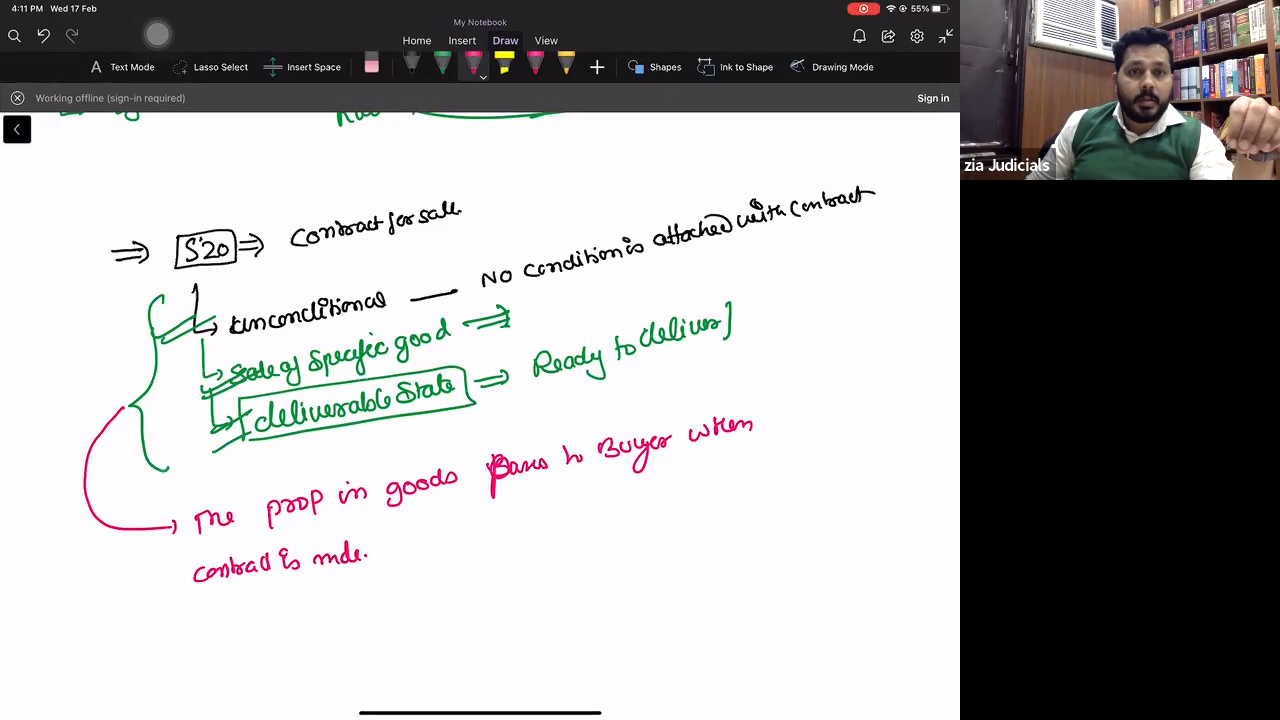 4:11 PM Wed 17 Feb
55%
My Notebook
Home Insert Draw View
Text Mode Lasso Select Insert Space Shapes Ink to Shape Drawing Mode
Working offline (sign-in required) Sign in
zia Judicials
⇒ S'20 ⇒ Contract for sale.
Unconditional — No condition is attached with contract
Sale of Specific good ⇒
deliverable State ⇒ Ready to deliver]
The prop in goods Pases to Buyer when
contract is mde.